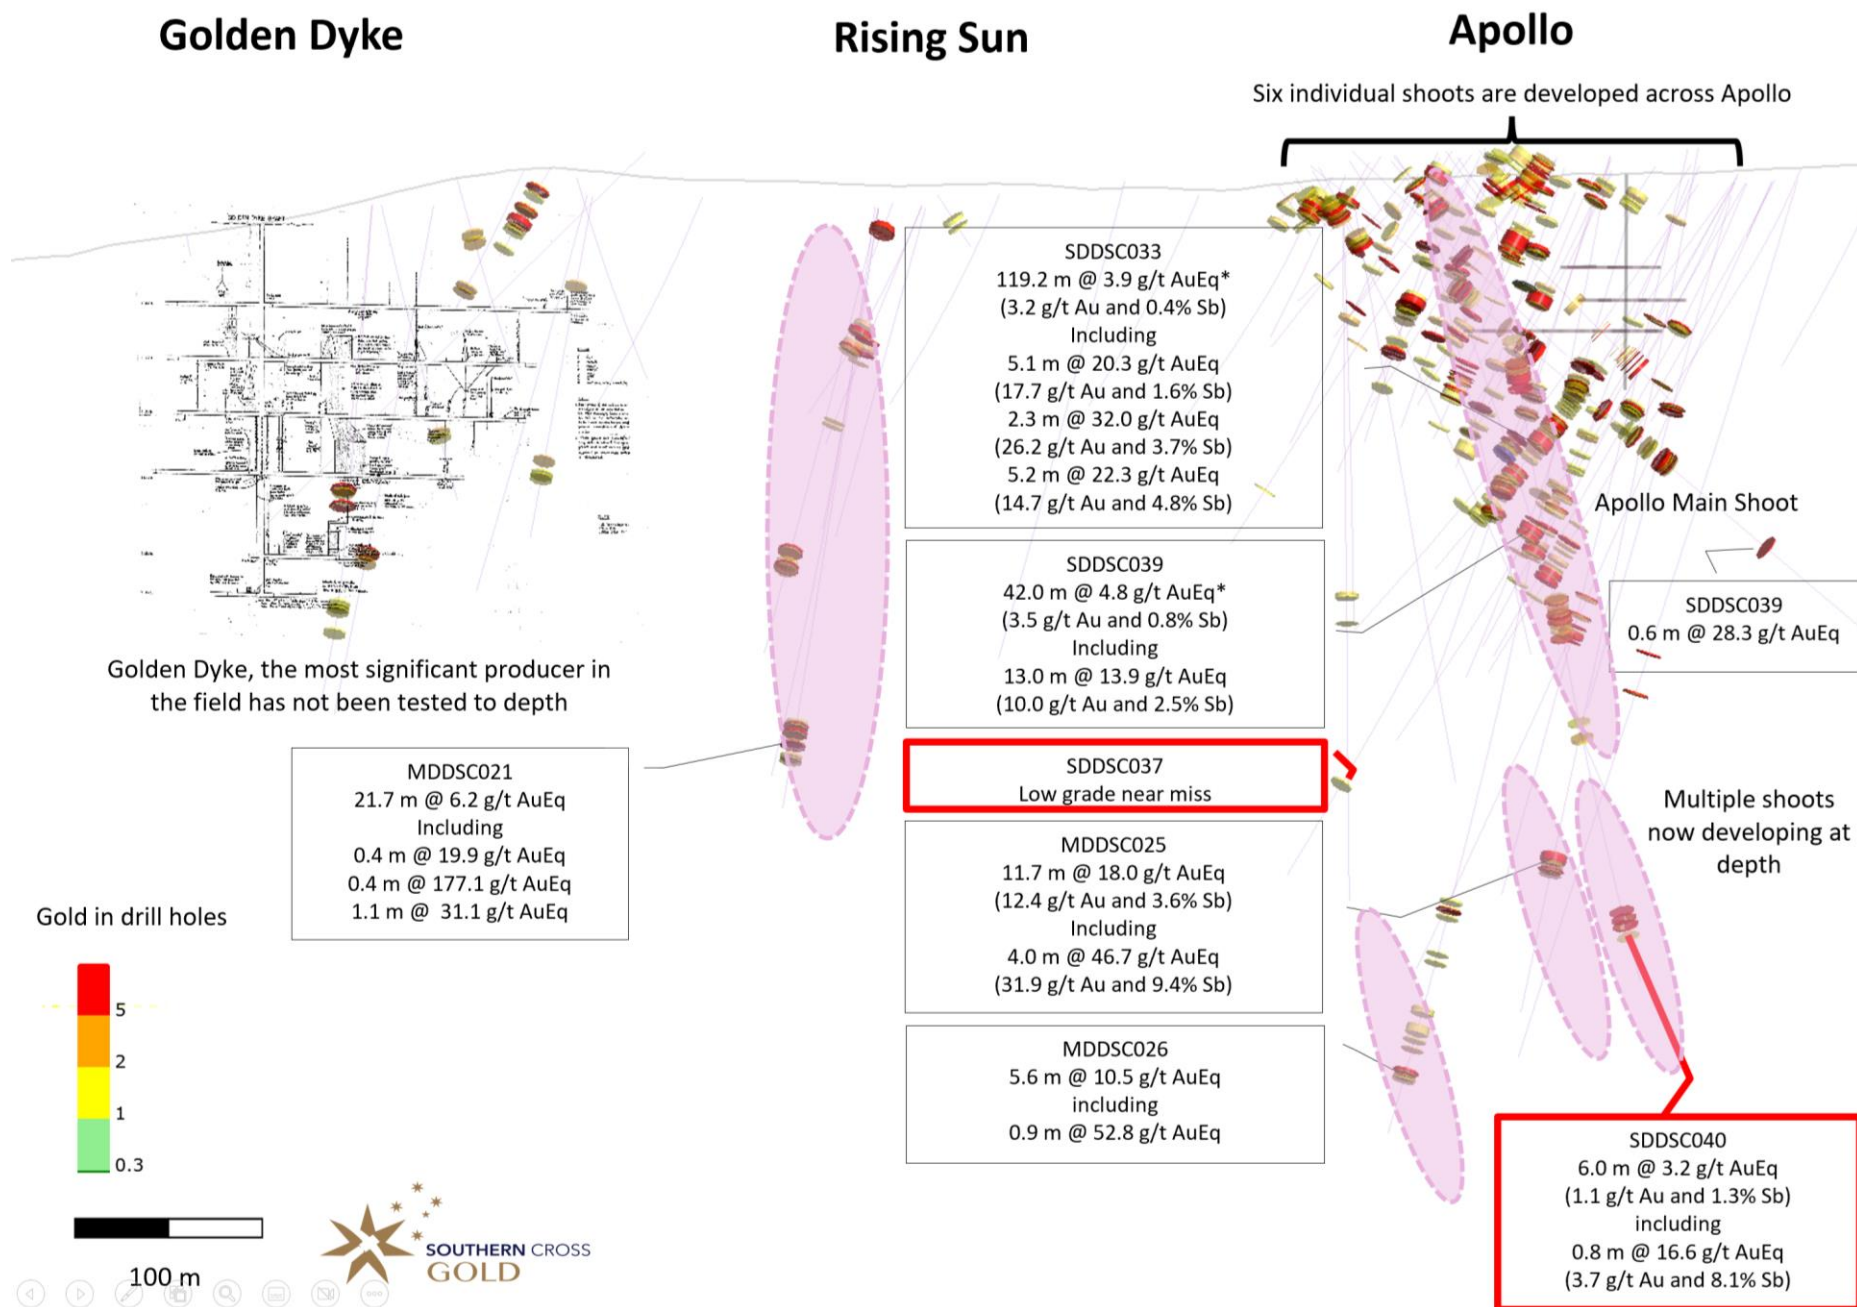 Golden Dyke
Rising Sun
Apollo
Six individual shoots are developed across Apollo
GOLDEN DYKE SHAFT
SDDSC033
119.2 m @ 3.9 g/t AuEq*
(3.2 g/t Au and 0.4% Sb)
Including
5.1 m @ 20.3 g/t AuEq
(17.7 g/t Au and 1.6% Sb)
2.3 m @ 32.0 g/t AuEq
(26.2 g/t Au and 3.7% Sb)
5.2 m @ 22.3 g/t AuEq
(14.7 g/t Au and 4.8% Sb)
Apollo Main Shoot
SDDSC039
42.0 m @ 4.8 g/t AuEq*
(3.5 g/t Au and 0.8% Sb)
Including
13.0 m @ 13.9 g/t AuEq
(10.0 g/t Au and 2.5% Sb)
SDDSC039
0.6 m @ 28.3 g/t AuEq
Golden Dyke, the most significant producer in
the field has not been tested to depth
SDDSC037
Low grade near miss
MDDSC021
21.7 m @ 6.2 g/t AuEq
Including
0.4 m @ 19.9 g/t AuEq
0.4 m @ 177.1 g/t AuEq
1.1 m @ 31.1 g/t AuEq
Multiple shoots
now developing at
depth
MDDSC025
11.7 m @ 18.0 g/t AuEq
(12.4 g/t Au and 3.6% Sb)
Including
4.0 m @ 46.7 g/t AuEq
(31.9 g/t Au and 9.4% Sb)
Gold in drill holes
5
2
1
0.3
MDDSC026
5.6 m @ 10.5 g/t AuEq
including
0.9 m @ 52.8 g/t AuEq
SDDSC040
6.0 m @ 3.2 g/t AuEq
(1.1 g/t Au and 1.3% Sb)
including
0.8 m @ 16.6 g/t AuEq
(3.7 g/t Au and 8.1% Sb)
100 m
SOUTHERN CROSS
GOLD